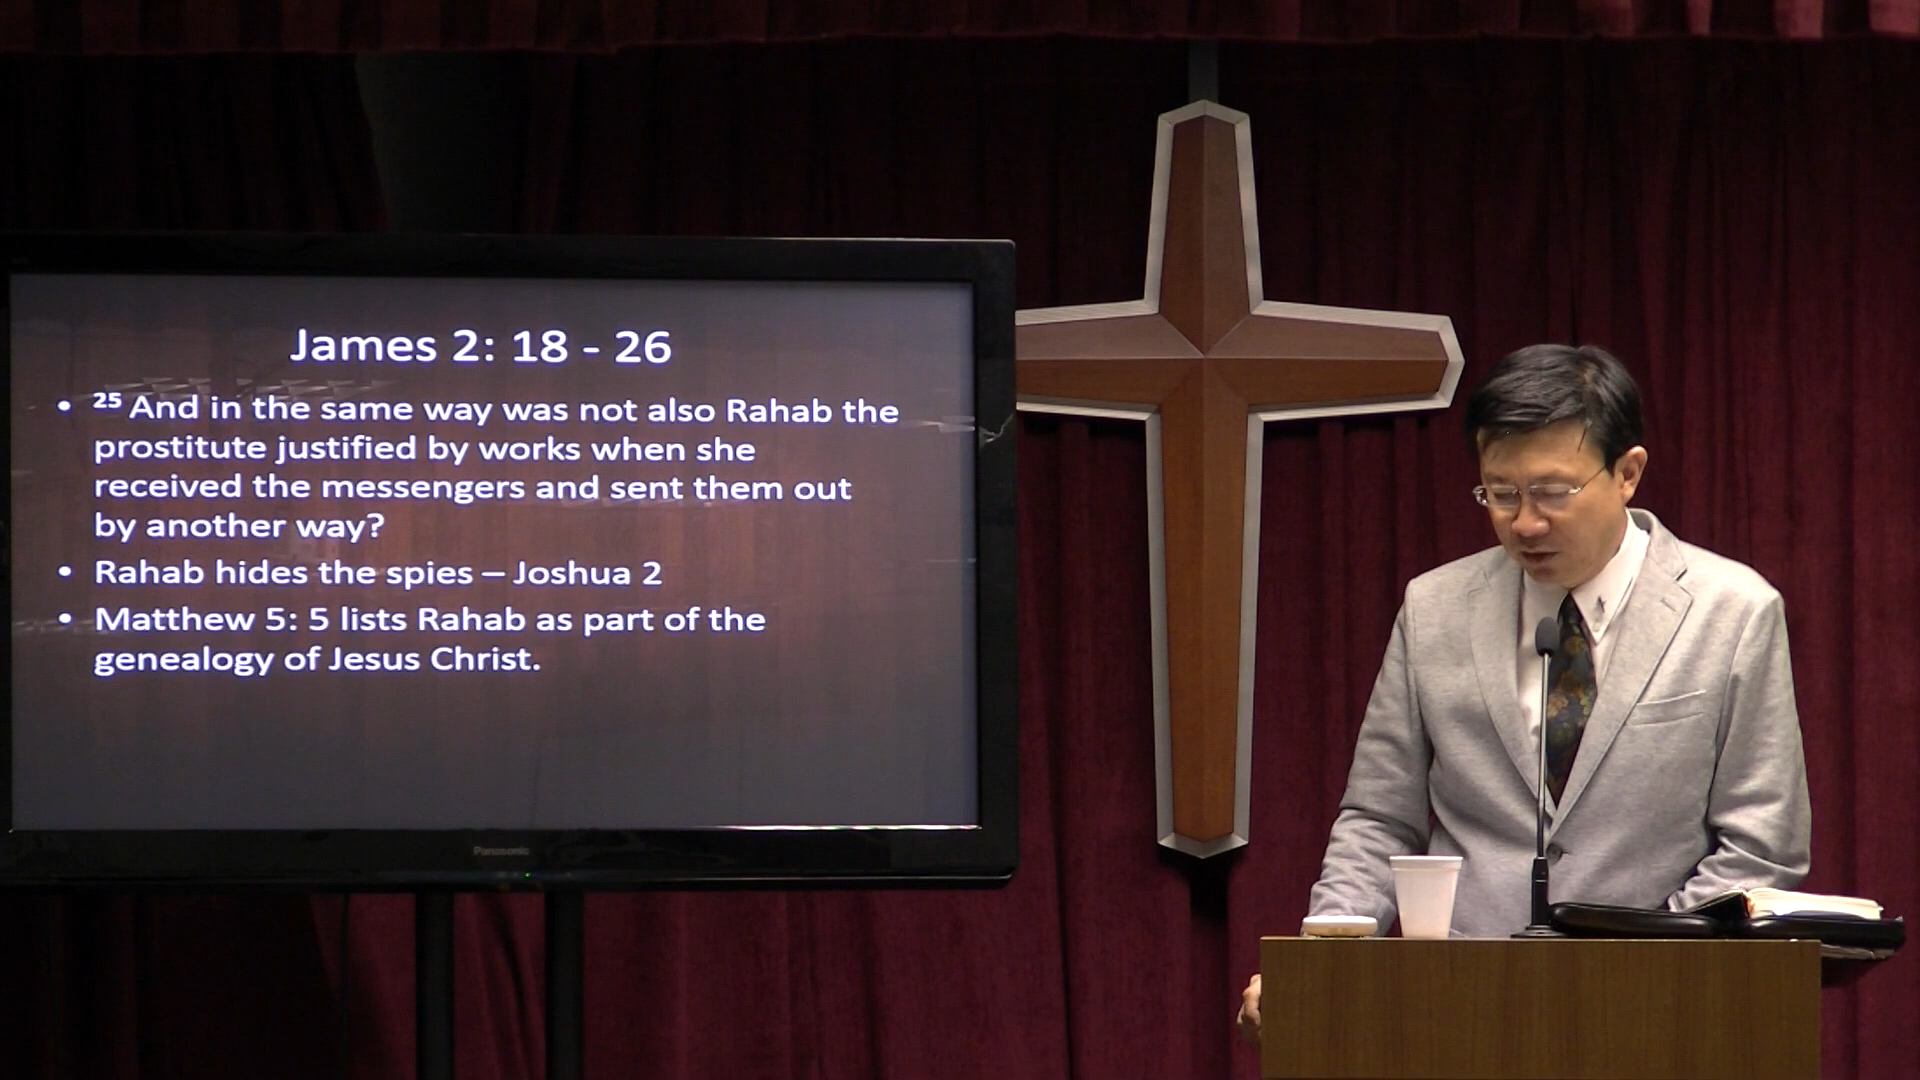 James 2: 18 - 26
• ²⁵ And in the same way was not also Rahab the
prostitute justified by works when she
received the messengers and sent them out
by another way?
• Rahab hides the spies – Joshua 2
• Matthew 5: 5 lists Rahab as part of the
genealogy of Jesus Christ.
Panasonic